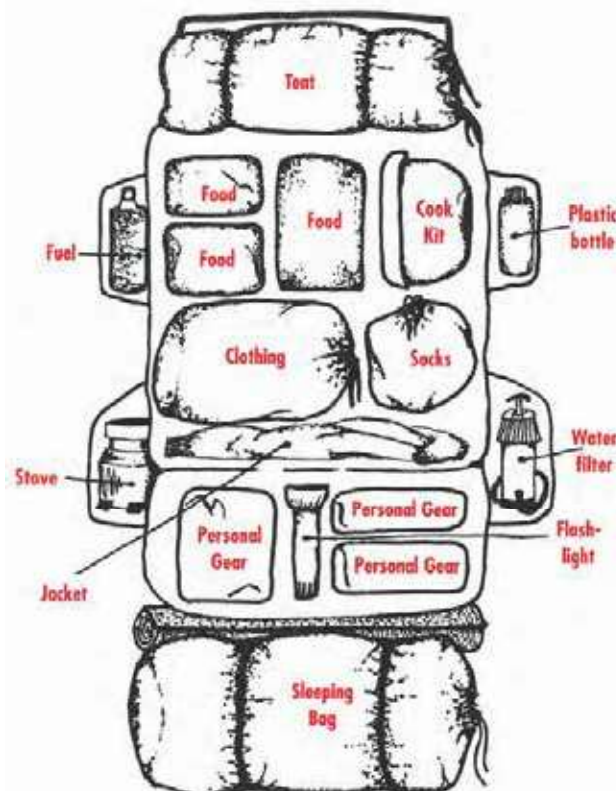 Tent
Food
Food
Food
Cook
Kit
Fuel
Plastic
bottle
Clothing
Socks
Stove
Water
filter
Personal
Gear
Personal Gear
Personal Gear
Flash-
light
Jacket
Sleeping
Bag